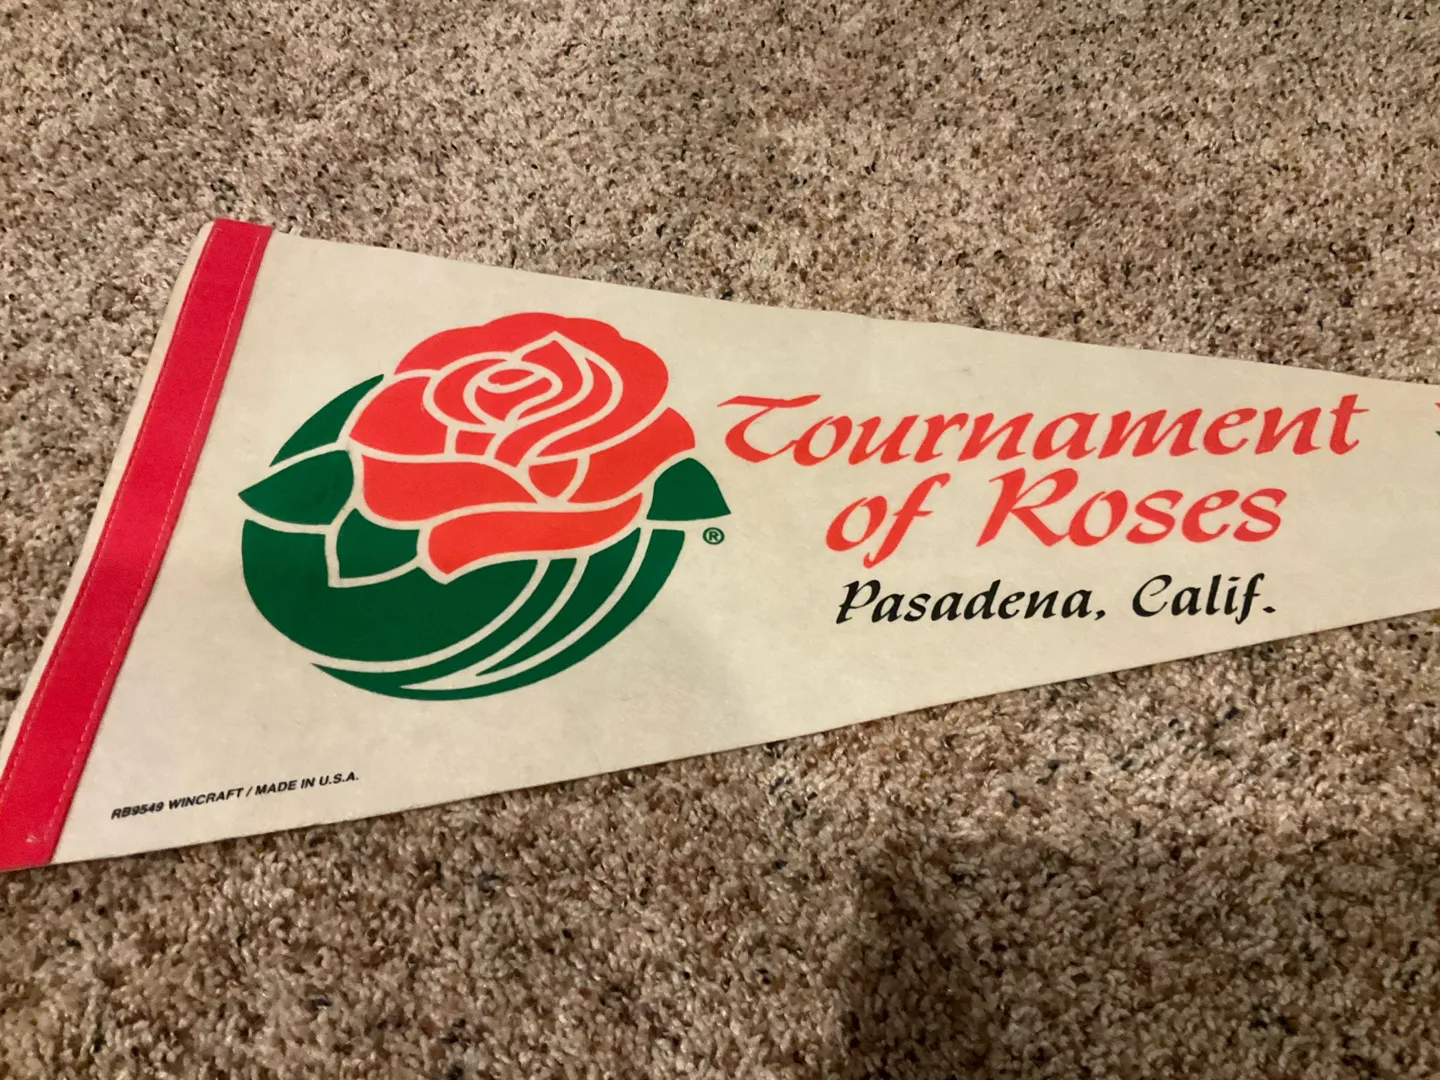 Tournament
of Roses
Pasadena, Calif.
®
RB9549 WINCRAFT / MADE IN U.S.A.